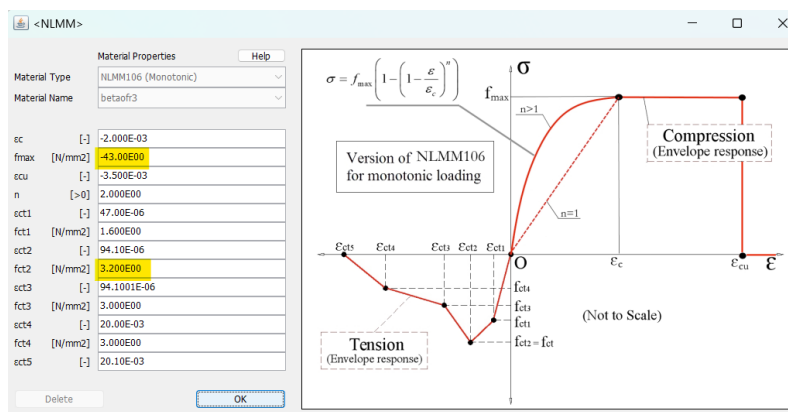 <NLMM>
Material Properties
Help
Material Type
NLMM106 (Monotonic)
Material Name
betaofr3
εc [-] -2.000E-03
fmax [N/mm2] -43.00E00
εcu [-] -3.500E-03
n [>0] 2.000E00
εct1 [-] 47.00E-06
fct1 [N/mm2] 1.600E00
εct2 [-] 94.10E-06
fct2 [N/mm2] 3.200E00
εct3 [-] 94.1001E-06
fct3 [N/mm2] 3.000E00
εct4 [-] 20.00E-03
fct4 [N/mm2] 3.000E00
εct5 [-] 20.10E-03
Delete
OK
σ = fmax(1-(1-ε/εc)^n)
σ
fmax
n>1
Compression
(Envelope response)
Version of NLMM106
for monotonic loading
n=1
εct5 εct4 εct3 εct2 εct1
O
εc
εcu
ε
fct4
fct3
fct1
fct2 = fct
(Not to Scale)
Tension
(Envelope response)